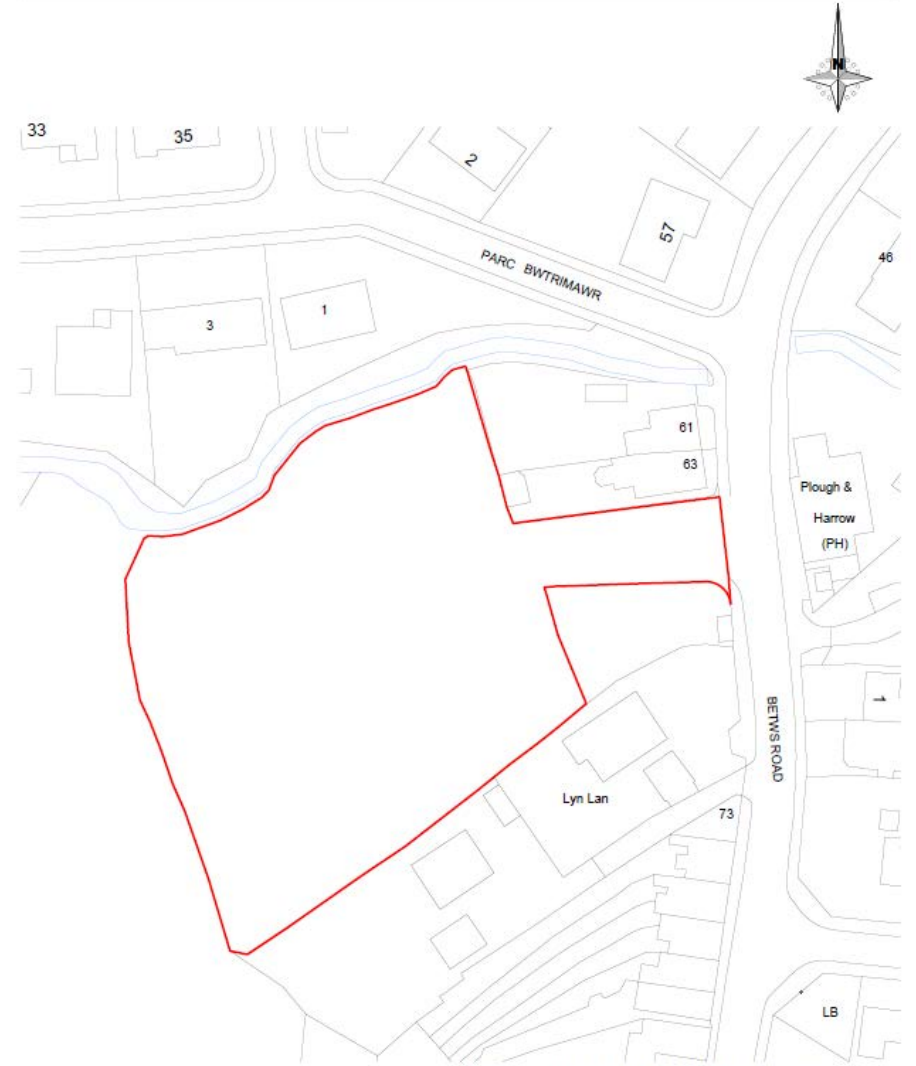 N
33
35
2
57
46
PARC BWTRIMAWR
3
1
61
63
Plough &
Harrow
(PH)
1
BETWS ROAD
Lyn Lan
73
LB